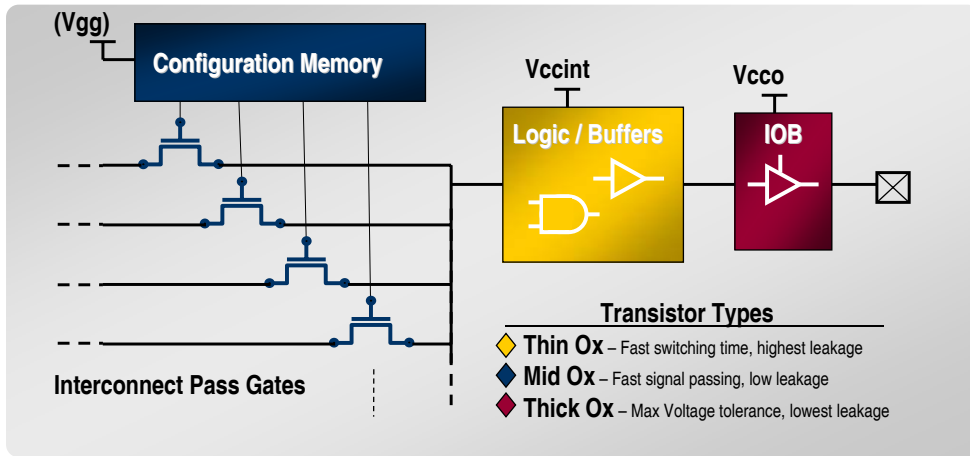 (Vgg)
Configuration Memory
Vccint
Vcco
Logic / Buffers
IOB
Interconnect Pass Gates
Transistor Types
Thin Ox – Fast switching time, highest leakage
Mid Ox – Fast signal passing, low leakage
Thick Ox – Max Voltage tolerance, lowest leakage